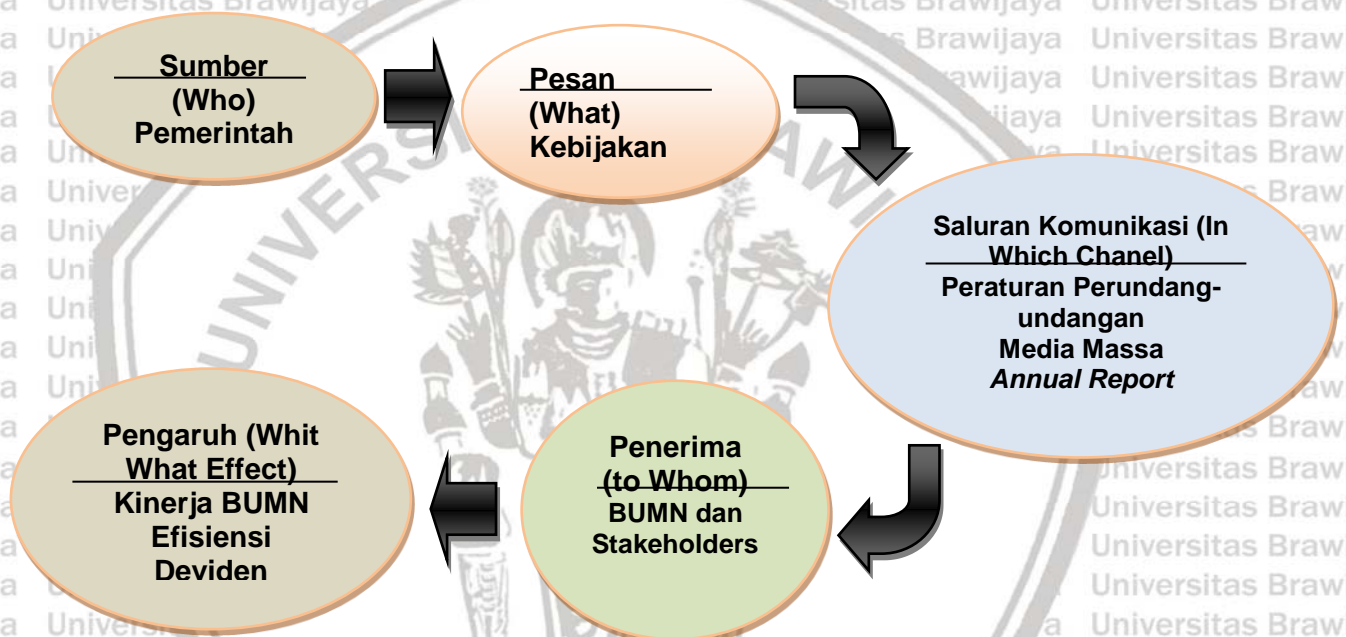 Sumber
(Who)
Pemerintah
Pesan
(What)
Kebijakan
Saluran Komunikasi (In
Which Chanel)
Peraturan Perundang-
undangan
Media Massa
Annual Report
Penerima
(to Whom)
BUMN dan
Stakeholders
Pengaruh (Whit
What Effect)
Kinerja BUMN
Efisiensi
Deviden